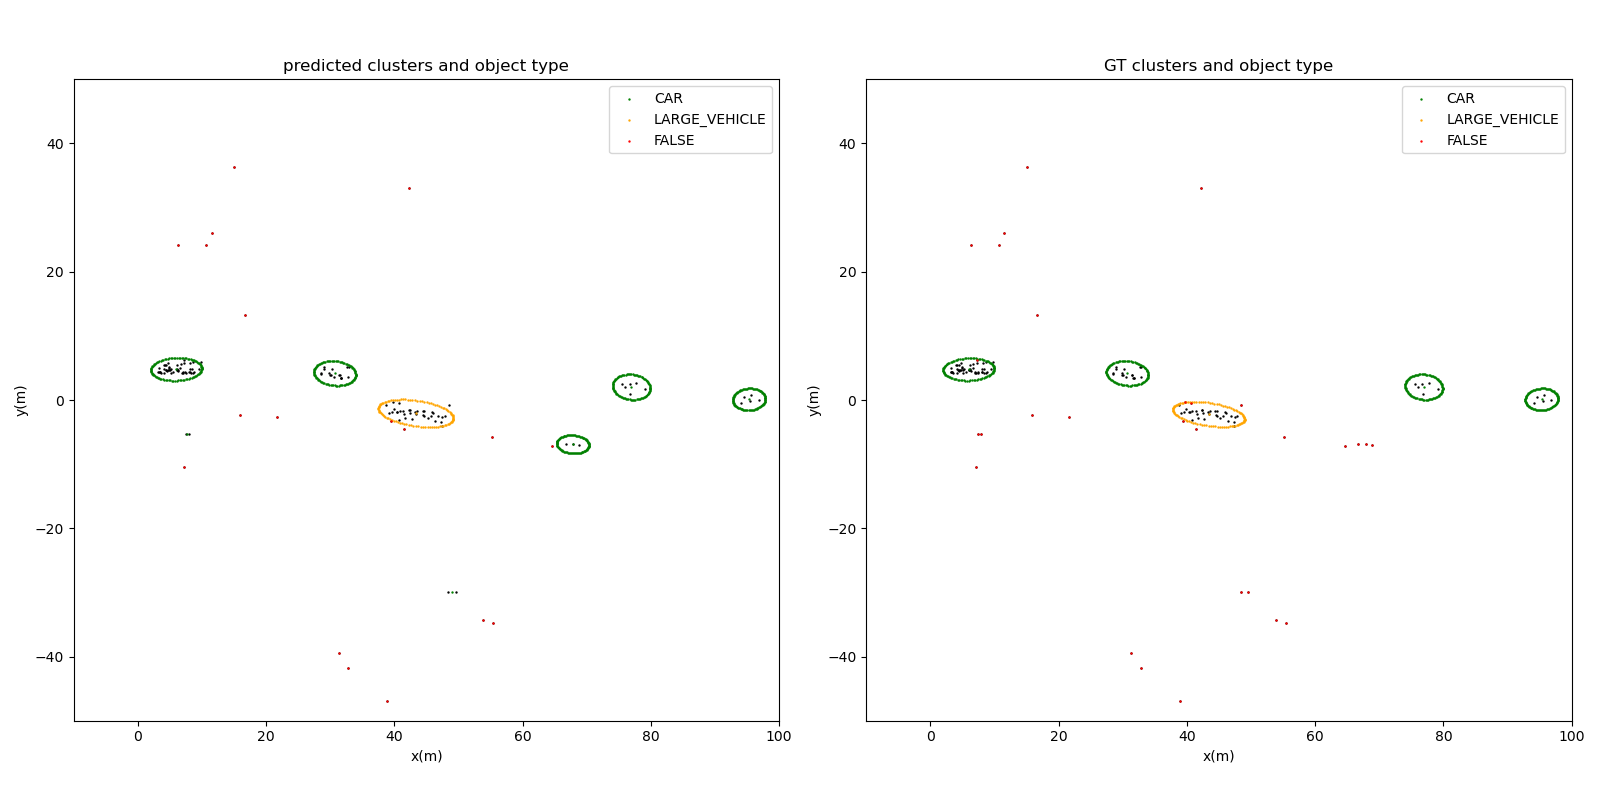 predicted clusters and object type
CAR
LARGE_VEHICLE
FALSE
40
20
0
−20
−40
y(m)
0 20 40 60 80 100
x(m)
GT clusters and object type
CAR
LARGE_VEHICLE
FALSE
40
20
0
−20
−40
y(m)
0 20 40 60 80 100
x(m)